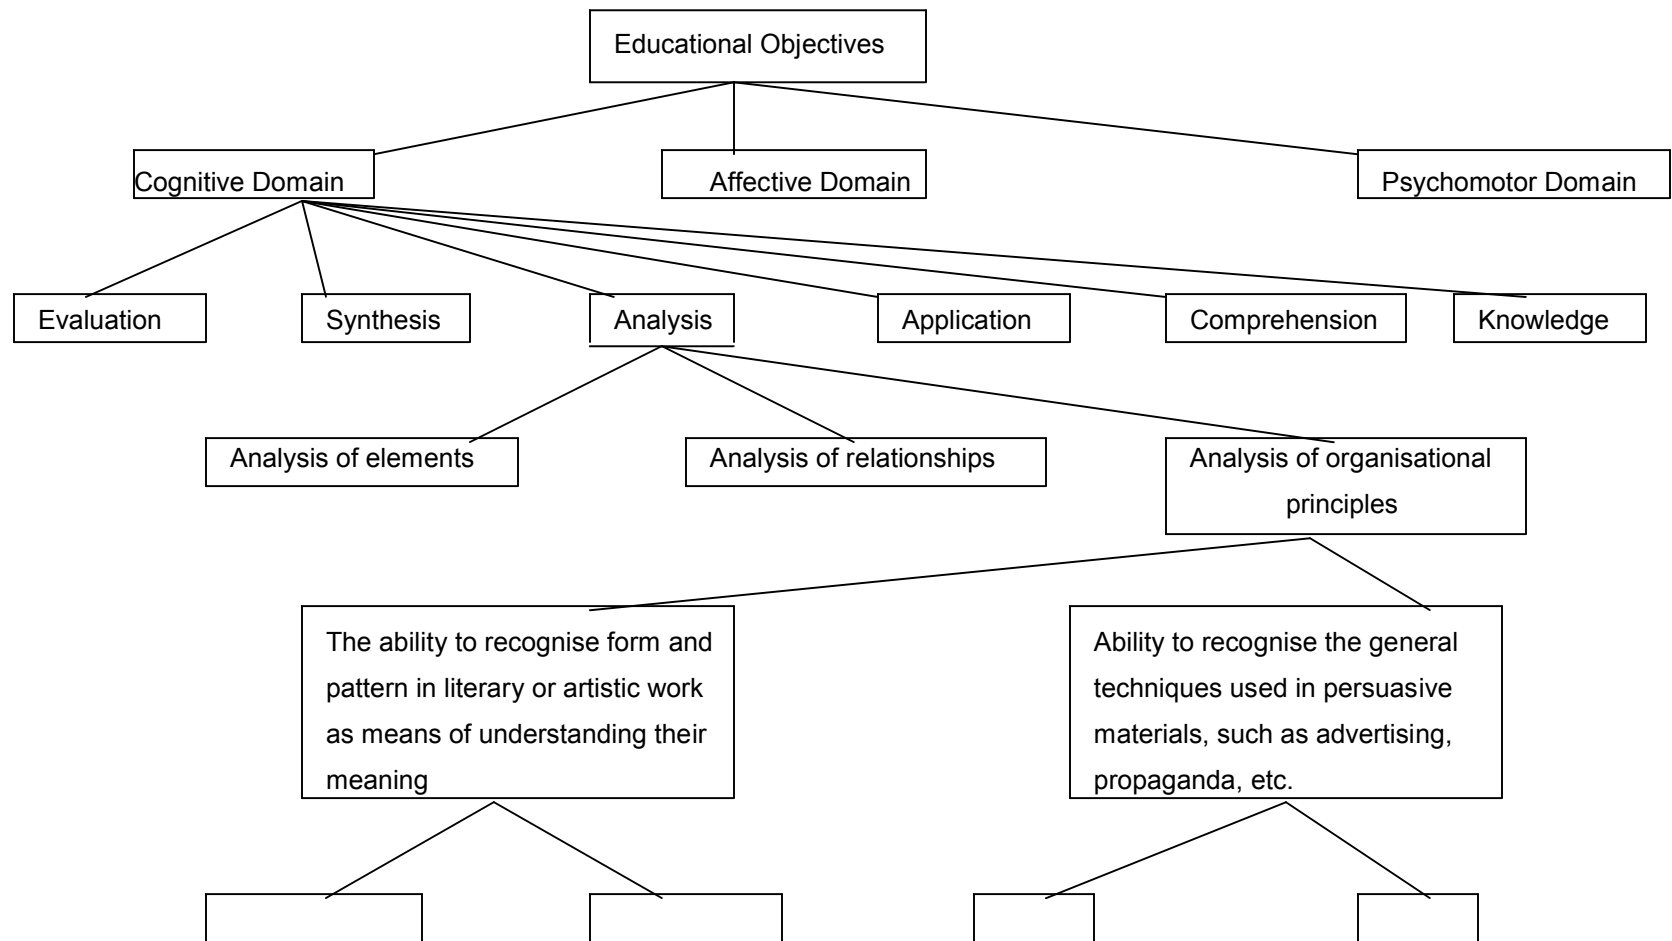 Educational Objectives
Cognitive Domain
Affective Domain
Psychomotor Domain
Evaluation
Synthesis
Analysis
Application
Comprehension
Knowledge
Analysis of elements
Analysis of relationships
Analysis of organisational
principles
The ability to recognise form and
pattern in literary or artistic work
as means of understanding their
meaning
Ability to recognise the general
techniques used in persuasive
materials, such as advertising,
propaganda, etc.